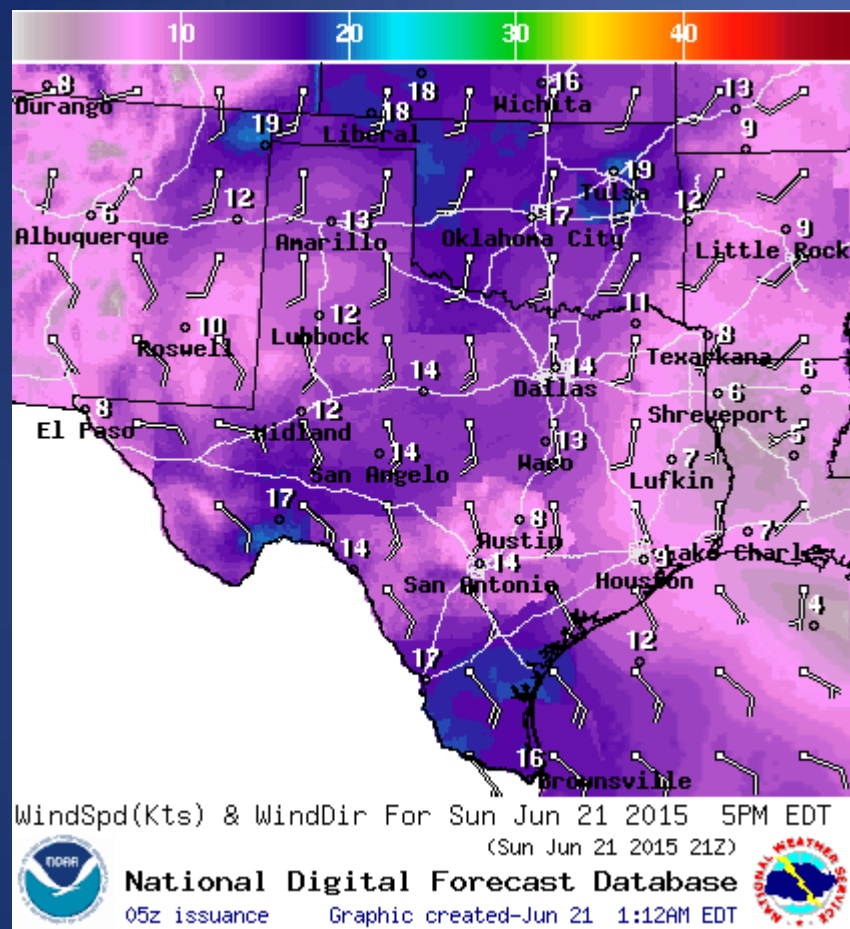 10 20 30 40
8 18 16 13
Durango Wichita
18
Liberal
19 9
19
Tulsa
6 12 13 17 12 9
Albuquerque Amarillo Oklahoma City Little Rock
10 12 11 8
Roswell Lubbock Texarkana
14 14
Dallas
8 12 6 6
El Paso Midland Shreveport
14 13 7 5
San Angelo Waco Lufkin
17 8 7
Austin Lake Charles
14 14
San Antonio Houston
4
17 12
16
Brownsville
WindSpd(Kts) & WindDir For Sun Jun 21 2015 5PM EDT
(Sun Jun 21 2015 21Z)
National Digital Forecast Database
05z issuance Graphic created-Jun 21 1:12AM EDT
NOAA
NATIONAL WEATHER SERVICE